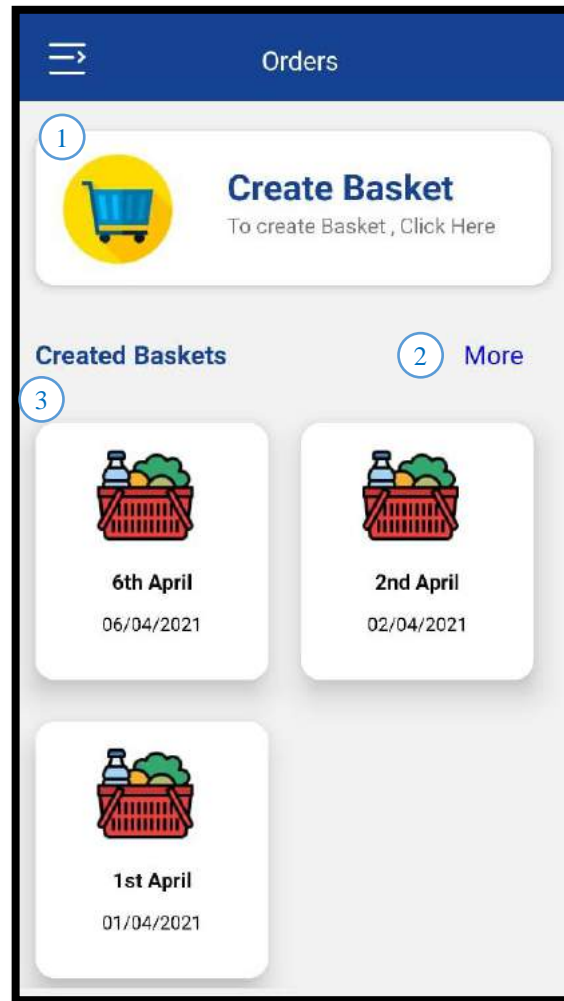 Orders
1
Create Basket
To create Basket , Click Here
Created Baskets
2
More
3
6th April
06/04/2021
2nd April
02/04/2021
1st April
01/04/2021